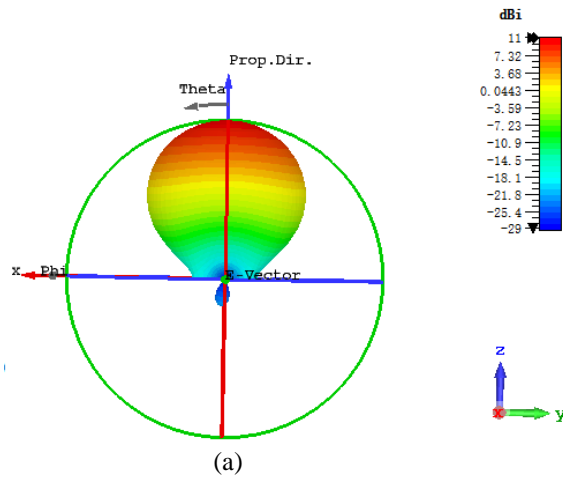 dBi
11
7.32
3.68
0.0443
-3.59
-7.23
-10.9
-14.5
-18.1
-21.8
-25.4
-29
Prop.Dir.
Theta
x Phi
E-Vector
z
x y
(a)